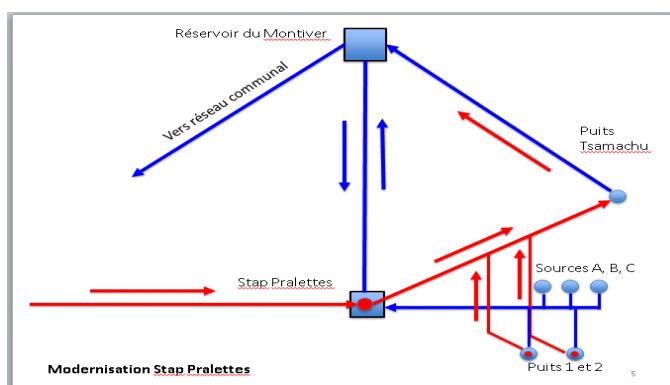 Réservoir du Montiver
Vers réseau communal
Puits
Tsamachu
Stap Pralettes
Sources A, B, C
Puits 1 et 2
Modernisation Stap Pralettes
5